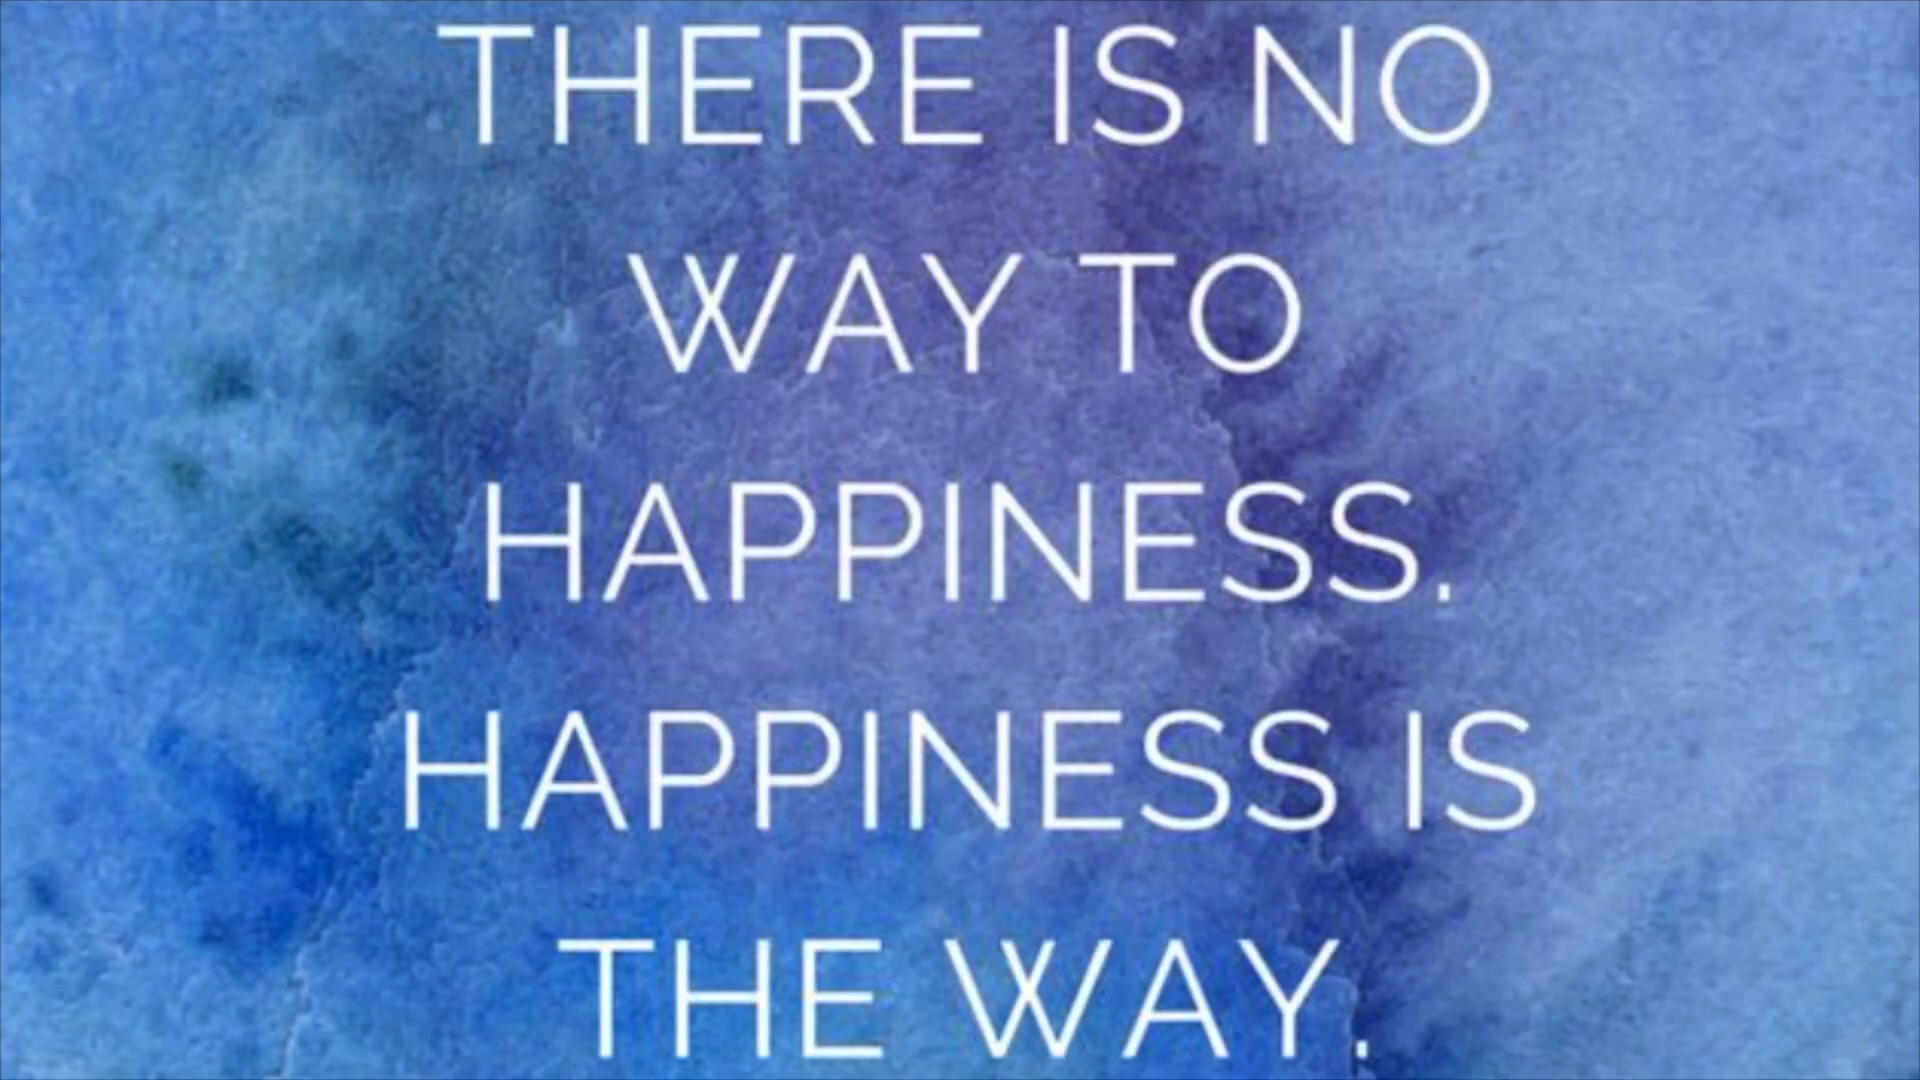 THERE IS NO
WAY TO
HAPPINESS.
HAPPINESS IS
THE WAY.